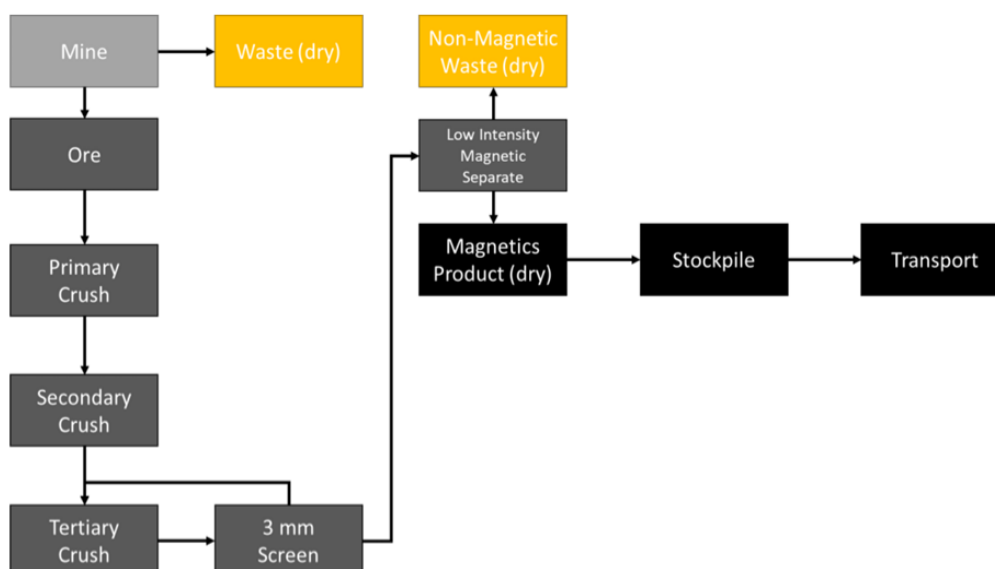 Mine
Waste (dry)
Non-Magnetic
Waste (dry)
Ore
Low Intensity
Magnetic
Separate
Primary
Crush
Magnetics
Product (dry)
Stockpile
Transport
Secondary
Crush
Tertiary
Crush
3 mm
Screen